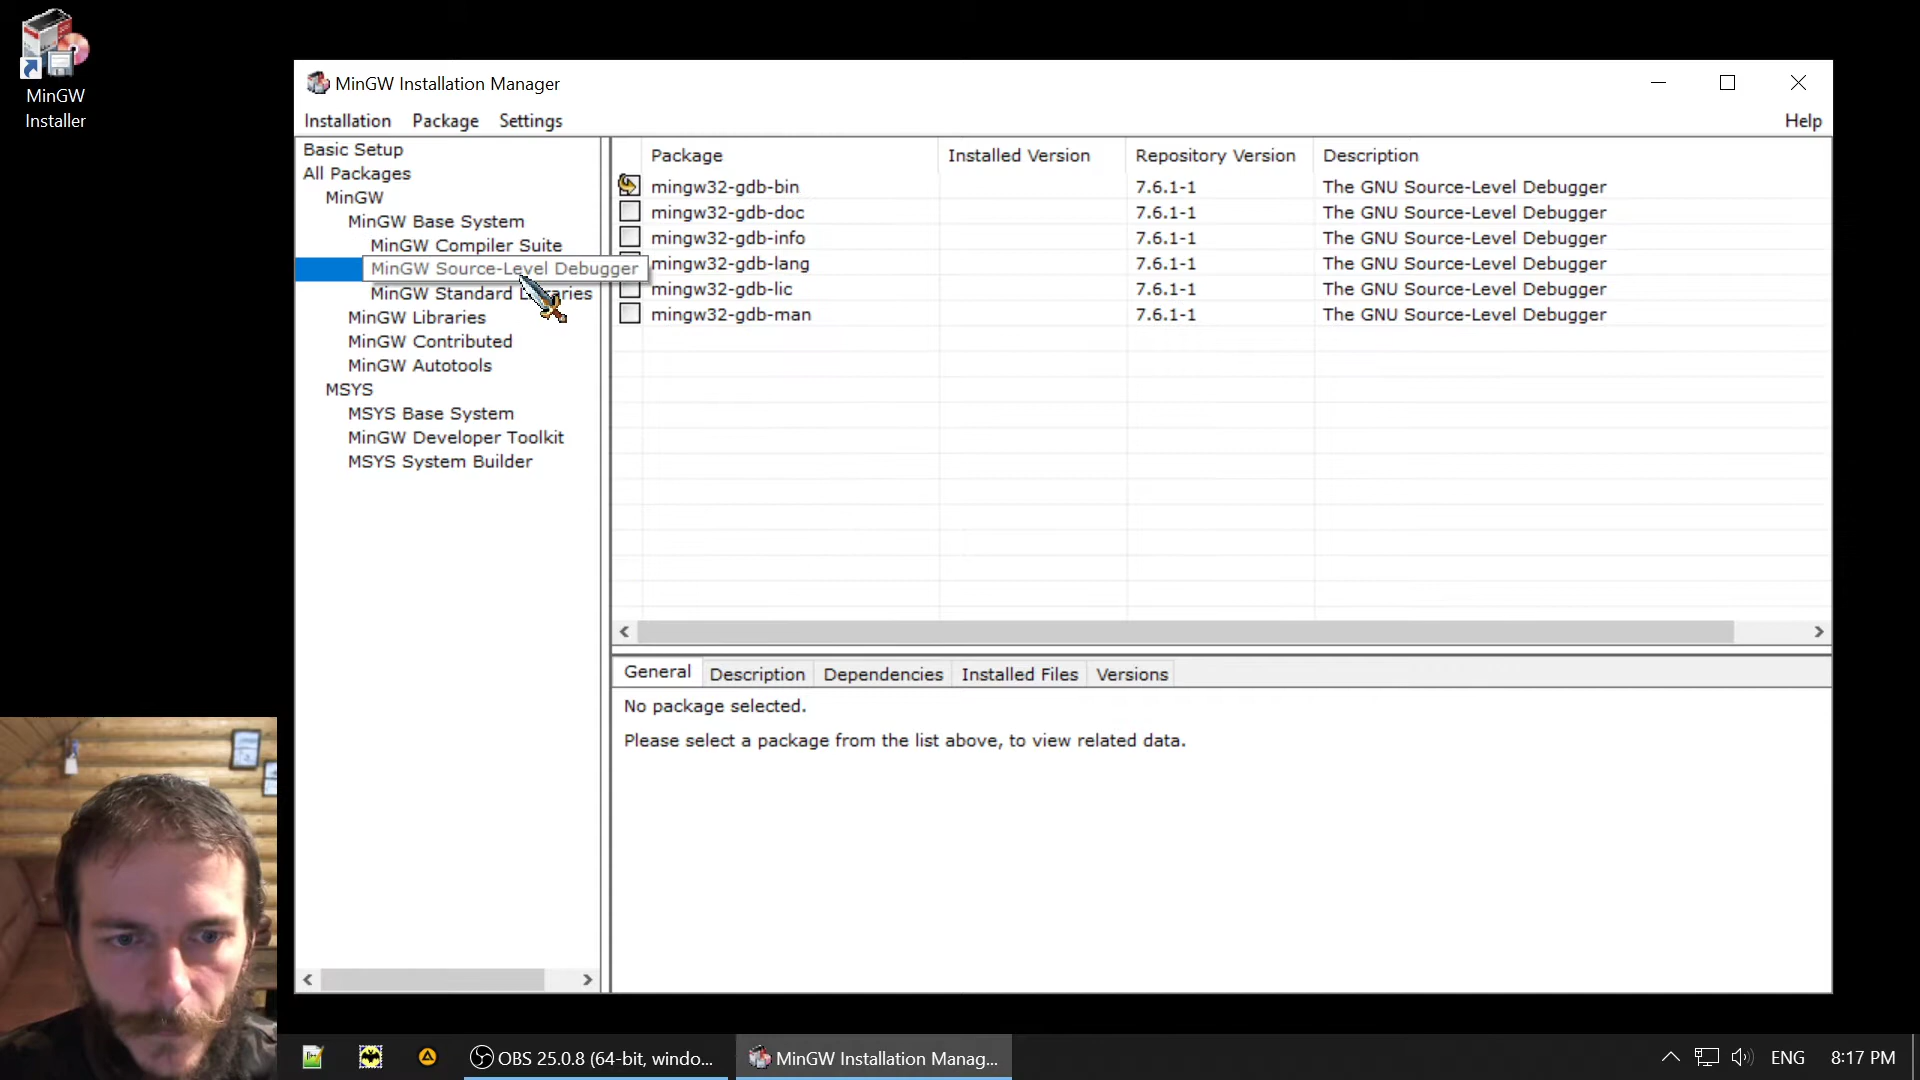 MinGW
Installer
MinGW Installation Manager
Installation Package Settings Help
Basic Setup
All Packages
MinGW
MinGW Base System
MinGW Compiler Suite
MinGW Source-Level Debugger
MinGW Standard Libraries
MinGW Libraries
MinGW Contributed
MinGW Autotools
MSYS
MSYS Base System
MinGW Developer Toolkit
MSYS System Builder
Package Installed Version Repository Version Description
mingw32-gdb-bin 7.6.1-1 The GNU Source-Level Debugger
mingw32-gdb-doc 7.6.1-1 The GNU Source-Level Debugger
mingw32-gdb-info 7.6.1-1 The GNU Source-Level Debugger
mingw32-gdb-lang 7.6.1-1 The GNU Source-Level Debugger
mingw32-gdb-lic 7.6.1-1 The GNU Source-Level Debugger
mingw32-gdb-man 7.6.1-1 The GNU Source-Level Debugger
General Description Dependencies Installed Files Versions
No package selected.
Please select a package from the list above, to view related data.
OBS 25.0.8 (64-bit, windo... MinGW Installation Manag... ENG 8:17 PM